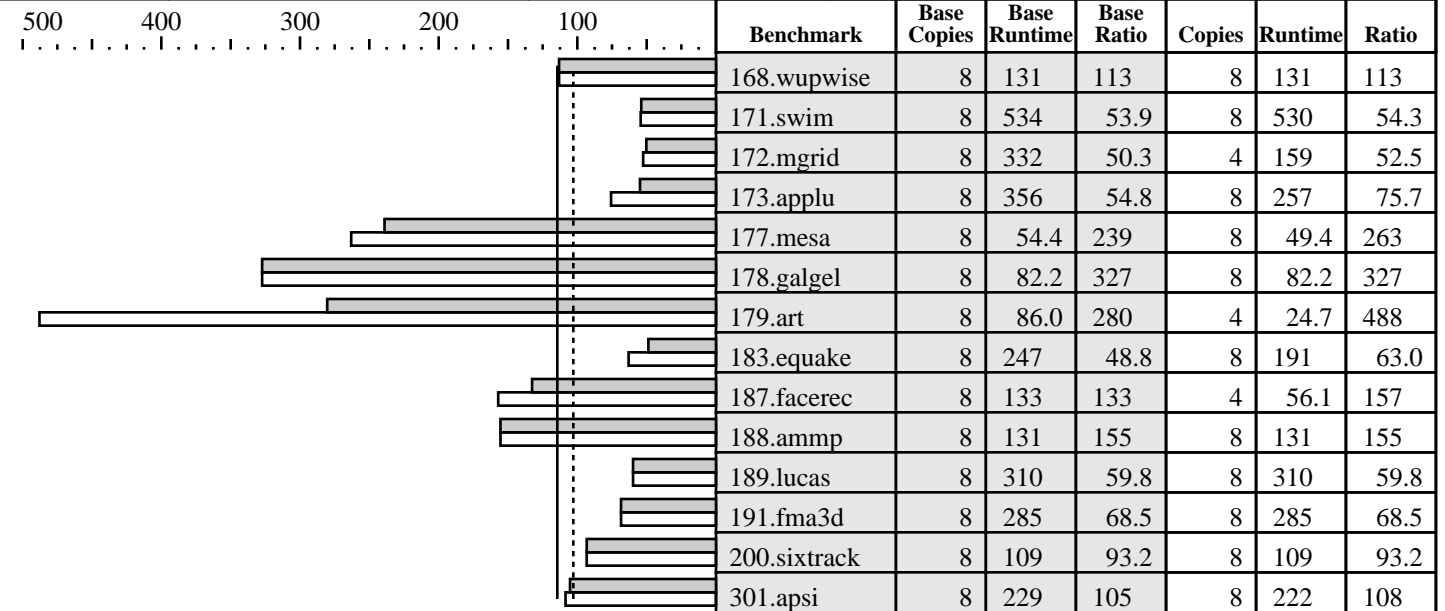 500 400 300 200 100
Benchmark Base Copies Base Runtime Base Ratio Copies Runtime Ratio
168.wupwise 8 131 113 8 131 113
171.swim 8 534 53.9 8 530 54.3
172.mgrid 8 332 50.3 4 159 52.5
173.applu 8 356 54.8 8 257 75.7
177.mesa 8 54.4 239 8 49.4 263
178.galgel 8 82.2 327 8 82.2 327
179.art 8 86.0 280 4 24.7 488
183.equake 8 247 48.8 8 191 63.0
187.facerec 8 133 133 4 56.1 157
188.ammp 8 131 155 8 131 155
189.lucas 8 310 59.8 8 310 59.8
191.fma3d 8 285 68.5 8 285 68.5
200.sixtrack 8 109 93.2 8 109 93.2
301.apsi 8 229 105 8 222 108